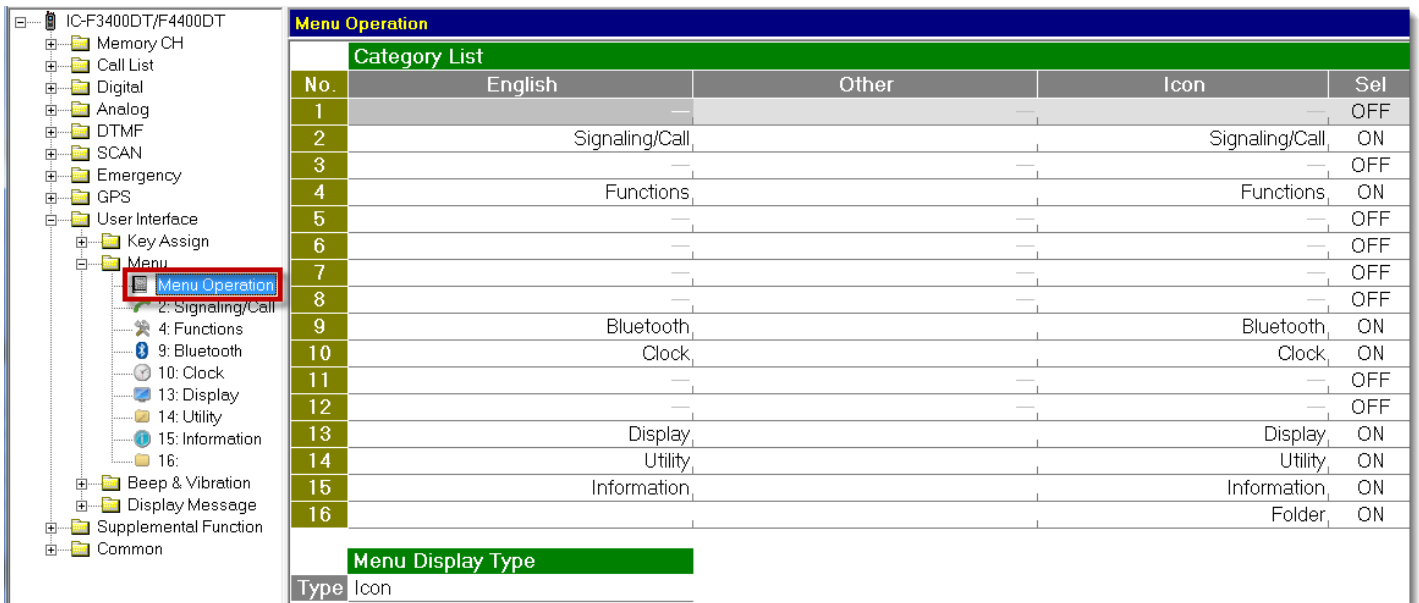 IC-F3400DT/F4400DT
Memory CH
Call List
Digital
Analog
DTMF
SCAN
Emergency
GPS
User Interface
Key Assign
Menu
Menu Operation
2: Signaling/Call
4: Functions
9: Bluetooth
10: Clock
13: Display
14: Utility
15: Information
16:
Beep & Vibration
Display Message
Supplemental Function
Common
Menu Operation
Category List
No. English Other Icon Sel
1 — — — OFF
2 Signaling/Call Signaling/Call ON
3 — — — OFF
4 Functions Functions ON
5 — — — OFF
6 — — — OFF
7 — — — OFF
8 — — — OFF
9 Bluetooth Bluetooth ON
10 Clock Clock ON
11 — — — OFF
12 — — — OFF
13 Display Display ON
14 Utility Utility ON
15 Information Information ON
16 Folder ON
Menu Display Type
Type Icon